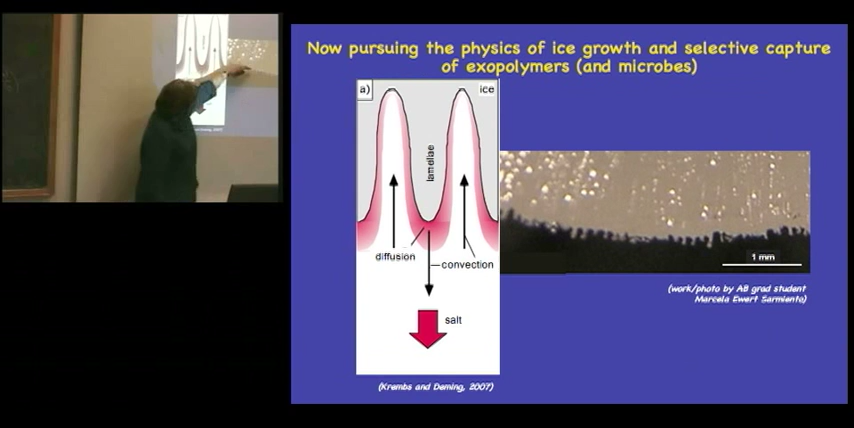 Now pursuing the physics of ice growth and selective capture
of exopolymers (and microbes)
a)
ice
lamellae
diffusion
convection
salt
1 mm
(work/photo by AB grad student
Marcela Ewert Sarmiento)
(Krembs and Deming, 2007)